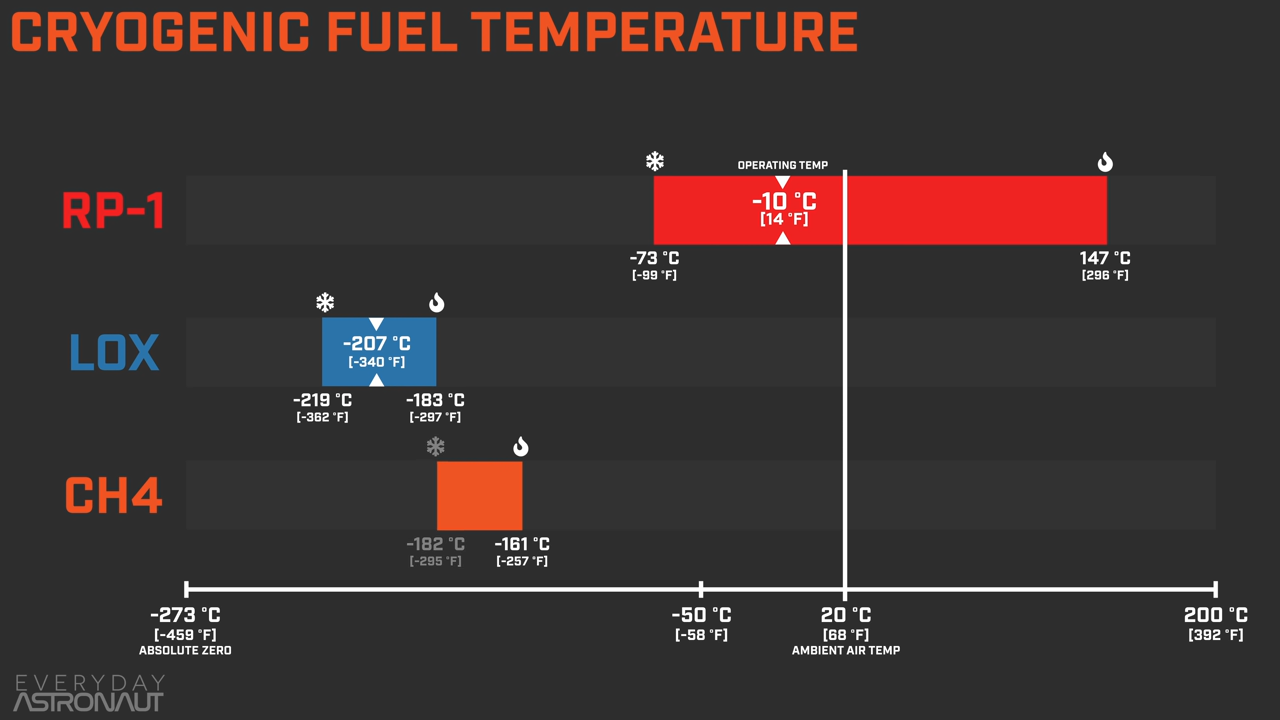 CRYOGENIC FUEL TEMPERATURE
OPERATING TEMP
RP-1
-10 °C
[14 °F]
-73 °C
[-99 °F]
147 °C
[296 °F]
LOX
-207 °C
[-340 °F]
-219 °C
[-362 °F]
-183 °C
[-297 °F]
CH4
-182 °C
[-295 °F]
-161 °C
[-257 °F]
-273 °C
[-459 °F]
ABSOLUTE ZERO
-50 °C
[-58 °F]
20 °C
[68 °F]
AMBIENT AIR TEMP
200 °C
[392 °F]
EVERYDAY
ASTRONAUT